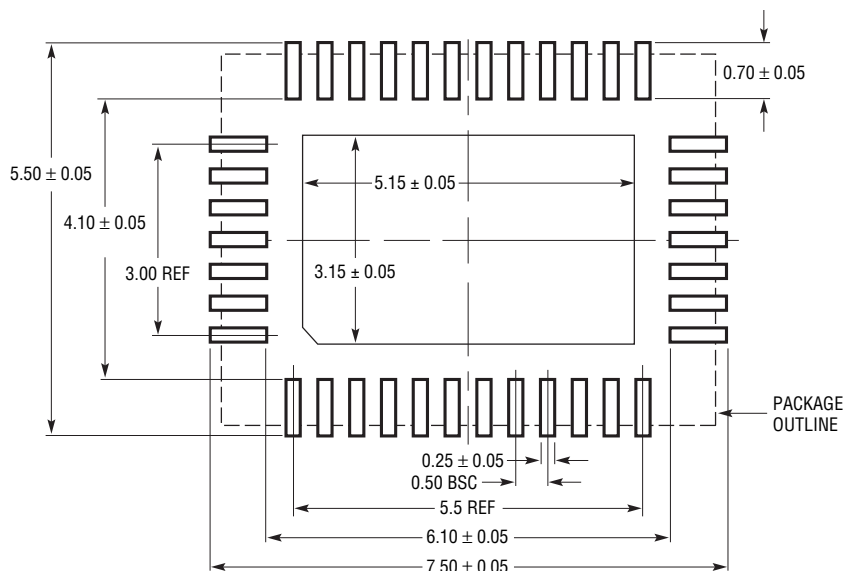 0.70 ± 0.05
5.50 ± 0.05
5.15 ± 0.05
4.10 ± 0.05
3.00 REF
3.15 ± 0.05
PACKAGE
OUTLINE
0.25 ± 0.05
0.50 BSC
5.5 REF
6.10 ± 0.05
7.50 ± 0.05